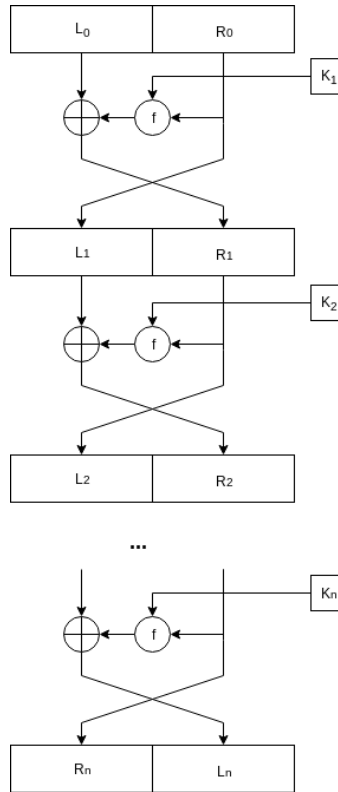 L₀ R₀
K₁
f
L₁ R₁
K₂
f
L₂ R₂
...
Kₙ
f
Rₙ Lₙ